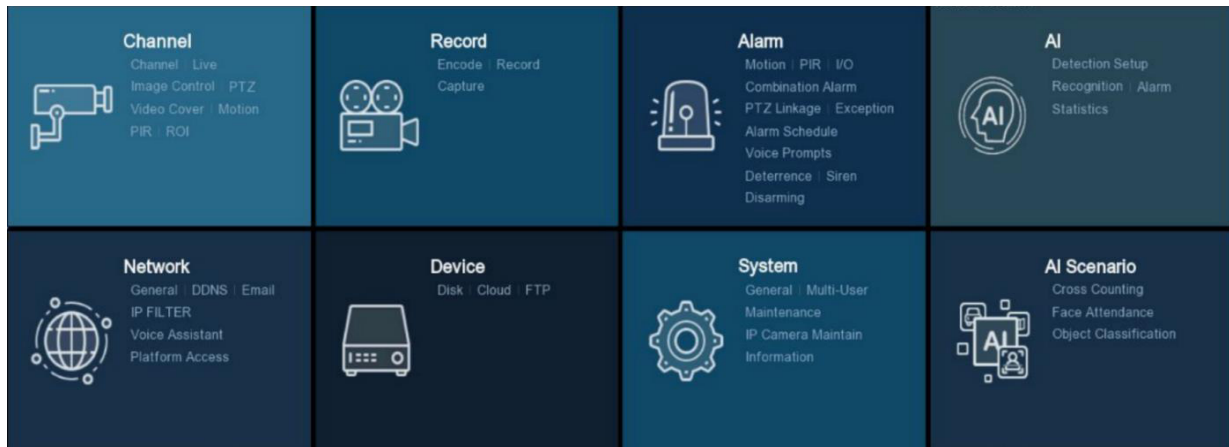 Channel
Channel | Live
Image Control | PTZ
Video Cover | Motion
PIR | ROI
Record
Encode | Record
Capture
Alarm
Motion | PIR | I/O
Combination Alarm
PTZ Linkage | Exception
Alarm Schedule
Voice Prompts
Deterrence | Siren
Disarming
AI
Detection Setup
Recognition | Alarm
Statistics
AI
Network
General | DDNS | Email
IP FILTER
Voice Assistant
Platform Access
Device
Disk | Cloud | FTP
System
General | Multi-User
Maintenance
IP Camera Maintain
Information
AI Scenario
Cross Counting
Face Attendance
Object Classification
AI